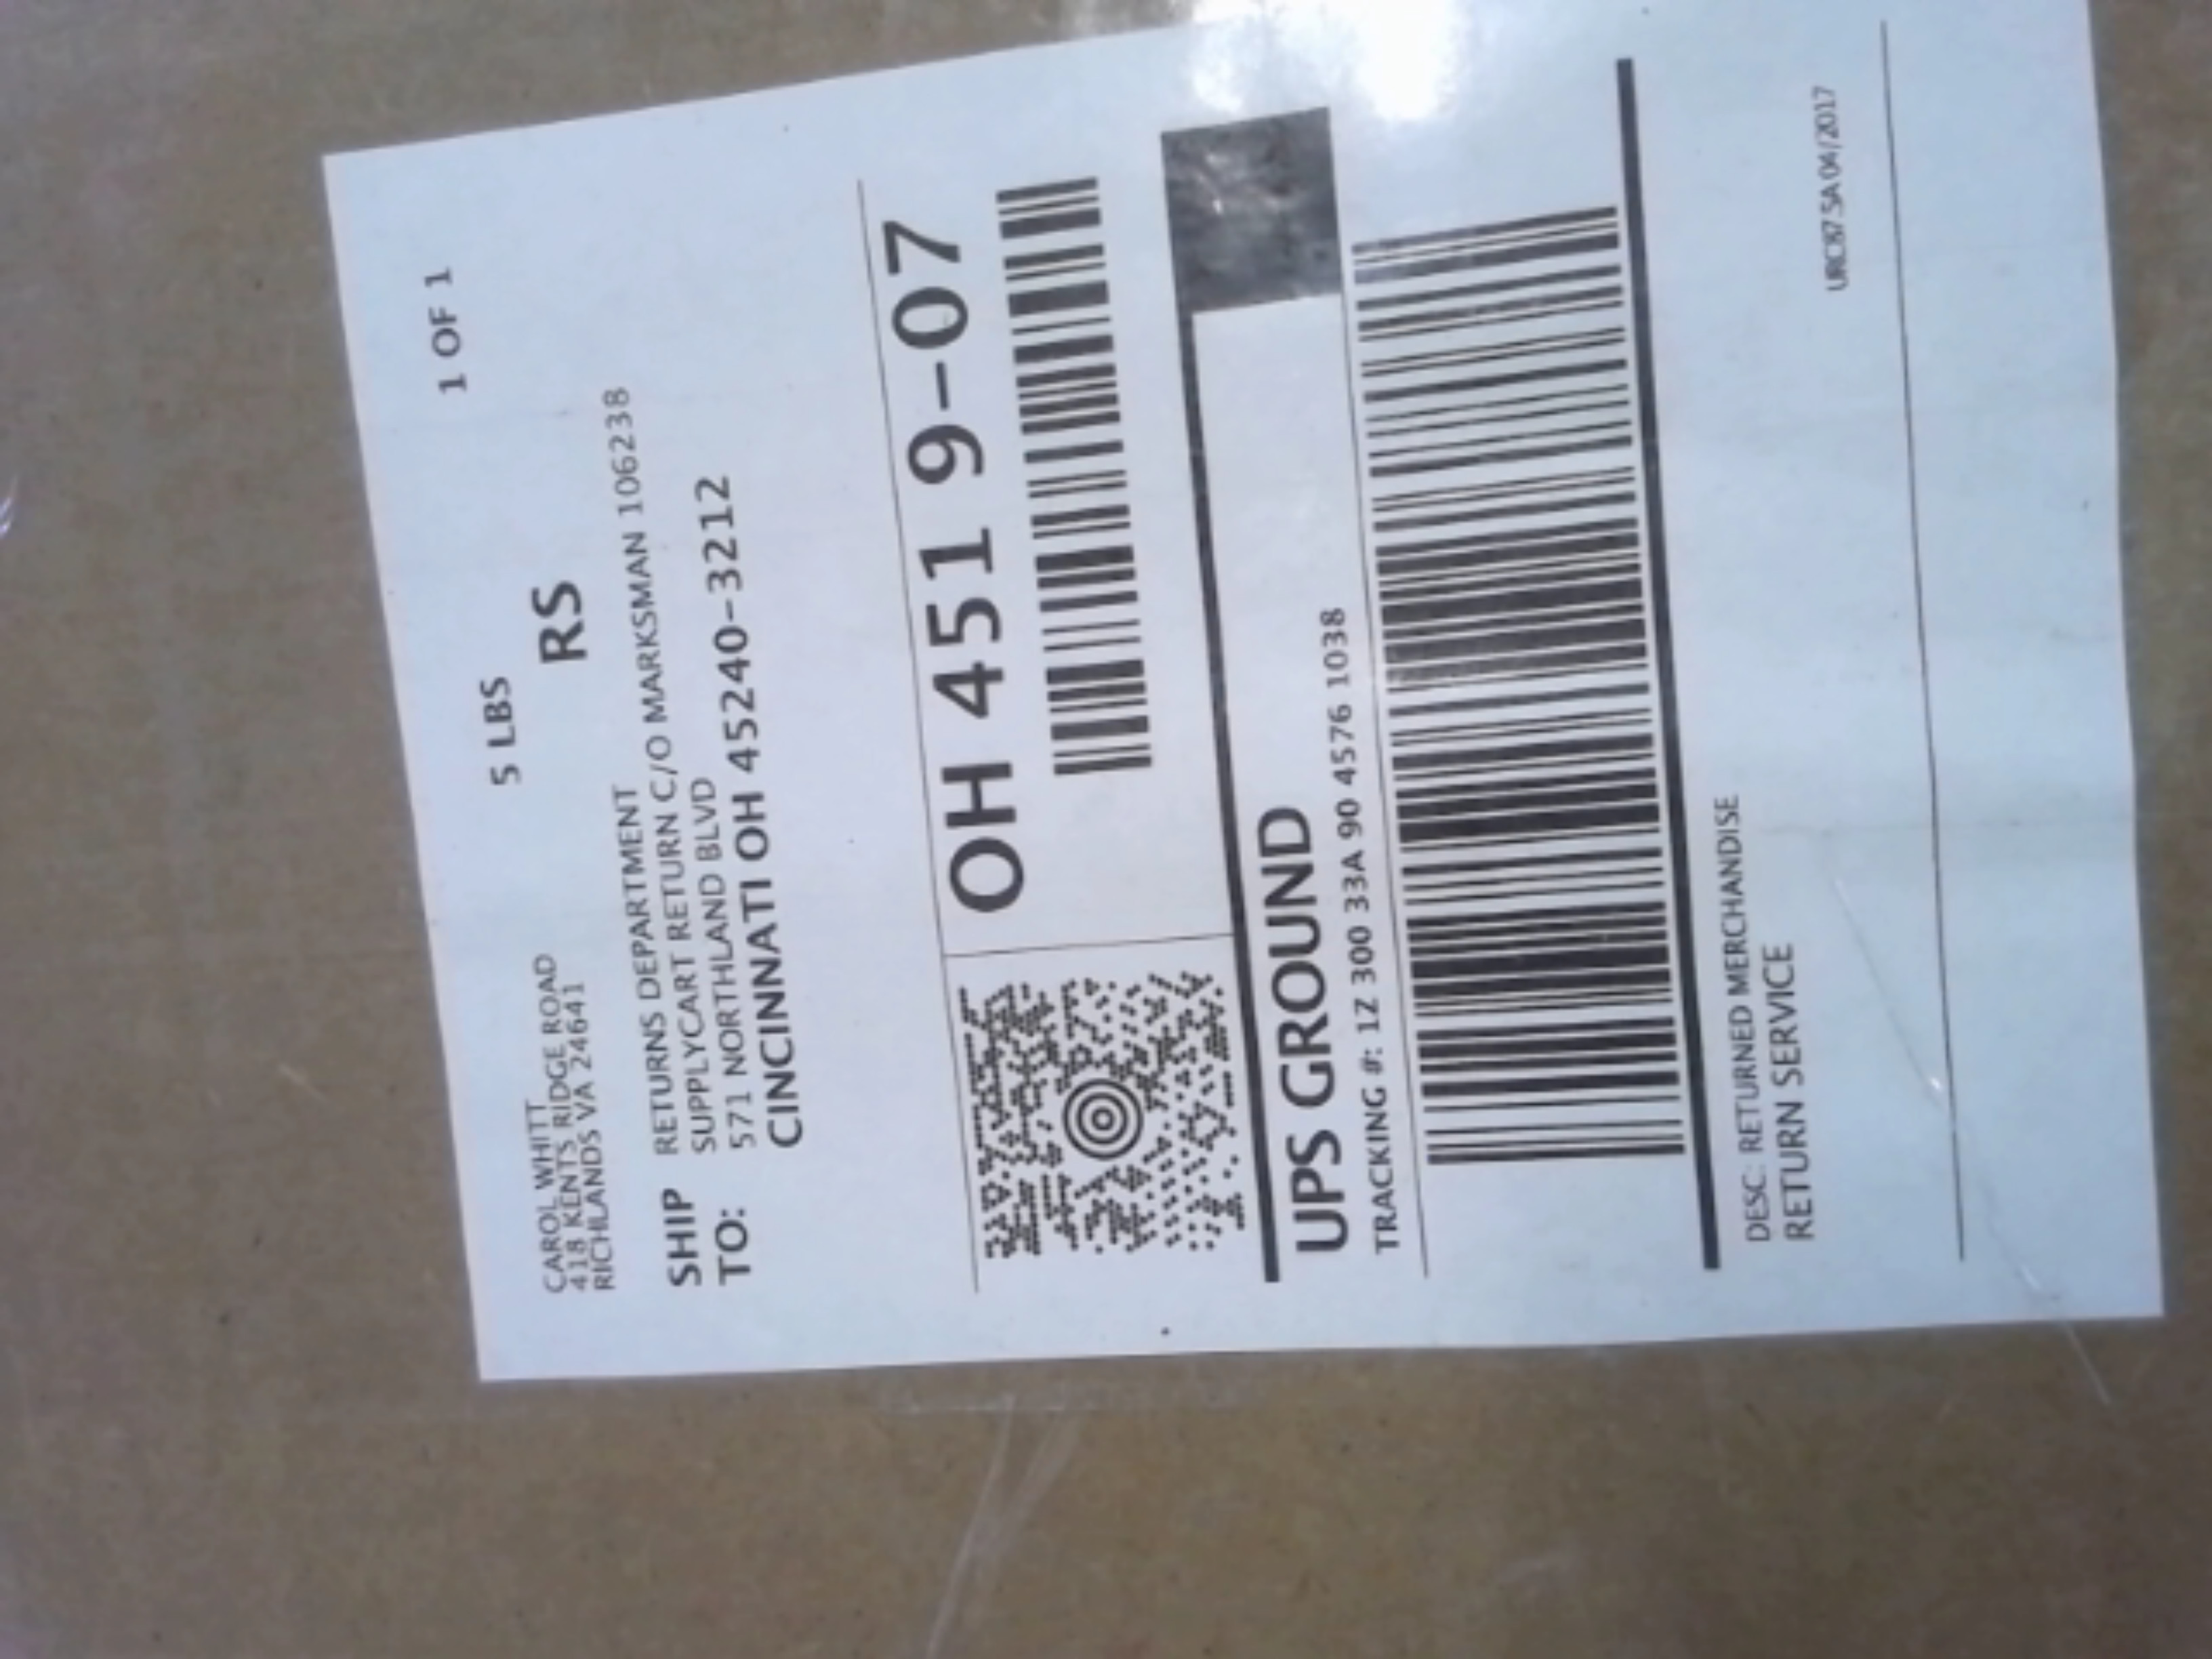 5 LBS
1 OF 1
CAROL WHITT
418 KENTS RIDGE ROAD
RICHLANDS VA 24641
RS
SHIP
TO:
RETURNS DEPARTMENT
SUPPLYCART RETURN C/O MARKSMAN 106238
571 NORTHLAND BLVD
CINCINNATI OH 45240-3212
OH 451 9-07
UPS GROUND
TRACKING #: 1Z 300 33A 90 4576 1038
DESC: RETURNED MERCHANDISE
RETURN SERVICE
04/2017